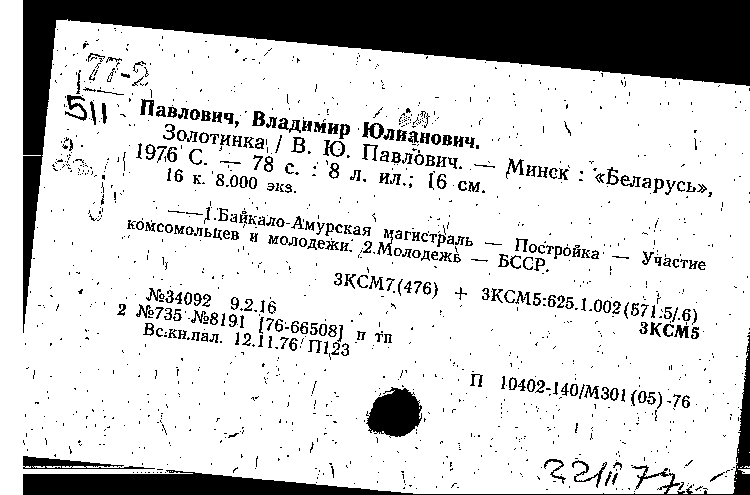 77-2
511
Павлович, Владимир Юлианович.
Золотинка / В. Ю. Павлович. — Минск : «Беларусь»,
1976 С. — 78 с. : 8 л. ил.; 16 см.
16 к. 8.000 экз.
——1.Байкало-Амурская магистраль — Постройка — Участие
комсомольцев и молодежи. 2.Молодежь — БССР.
3КСМ7.(476) + 3КСМ5:625.1.002(571.5/.6)
3КСМ5
№34092 9.2.16
2 №735 №8191 [76-66508] п тп
Вс.кн.пал. 12.11.76 П123
П 10402-140/М301(05)-76
22/II 77